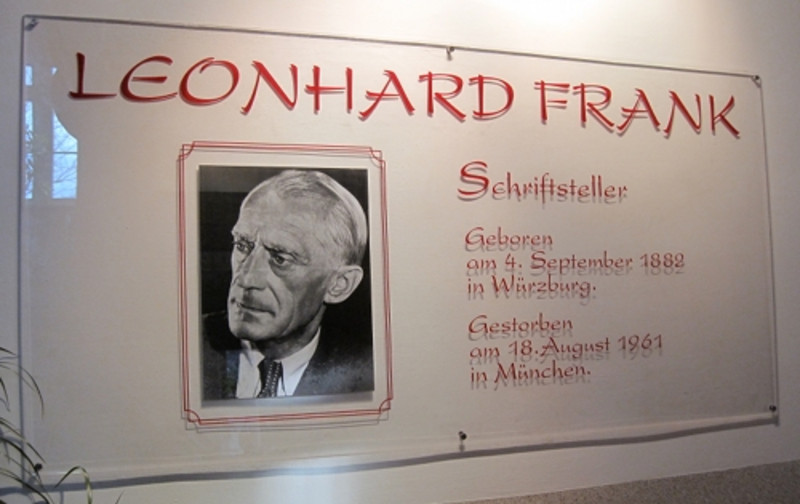 LEONHARD FRANK
Schriftsteller
Geboren
am 4. September 1882
in Würzburg.
Gestorben
am 18.August 1961
in München.